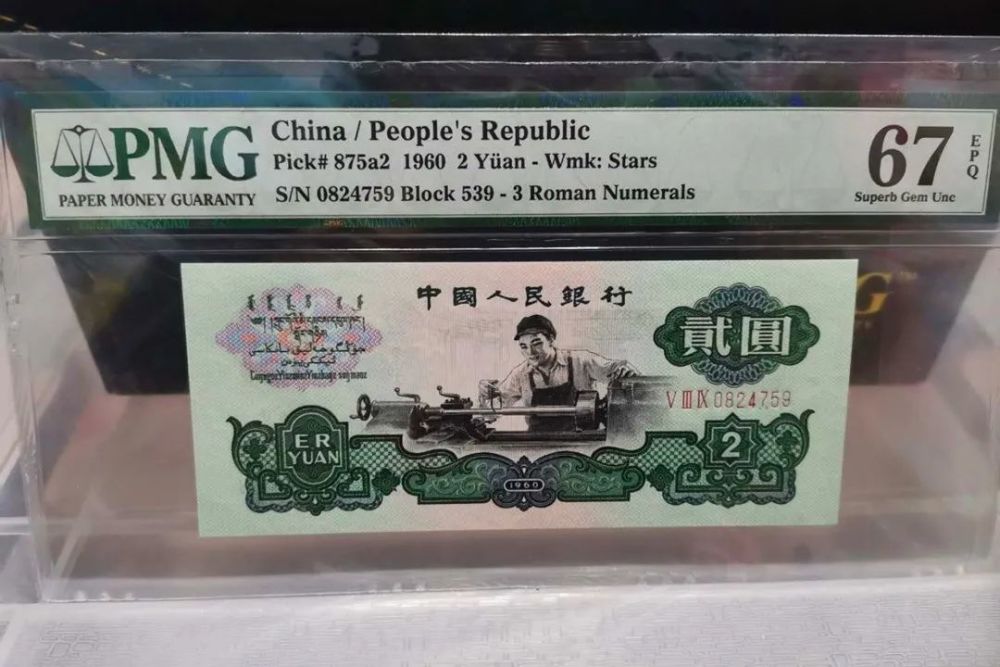 PMG
PAPER MONEY GUARANTY
China / People's Republic
Pick# 875a2 1960 2 Yüan - Wmk: Stars
S/N 0824759 Block 539 - 3 Roman Numerals
67
EPQ
Superb Gem Unc
中國人民銀行
貳圓
V III IX 0824759
ER
YUAN
1960
2